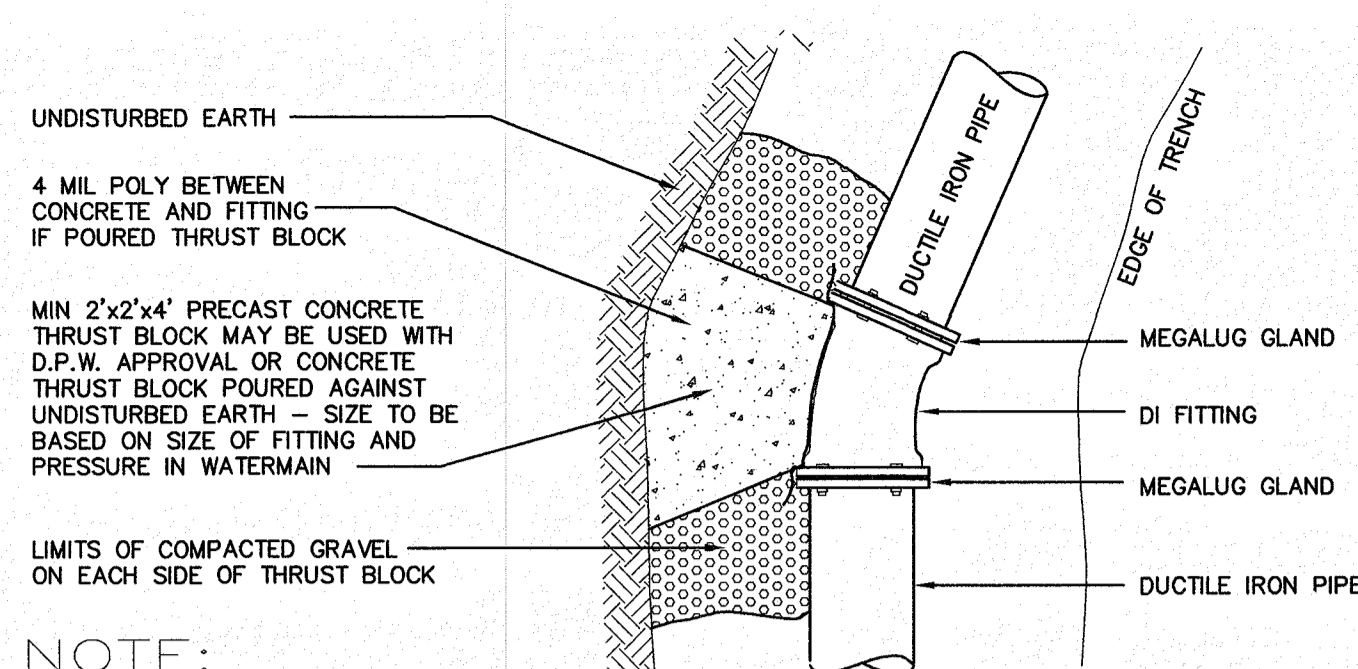 UNDISTURBED EARTH
4 MIL POLY BETWEEN
CONCRETE AND FITTING
IF POURED THRUST BLOCK
MIN 2'x2'x4' PRECAST CONCRETE
THRUST BLOCK MAY BE USED WITH
D.P.W. APPROVAL OR CONCRETE
THRUST BLOCK POURED AGAINST
UNDISTURBED EARTH – SIZE TO BE
BASED ON SIZE OF FITTING AND
PRESSURE IN WATERMAIN
LIMITS OF COMPACTED GRAVEL
ON EACH SIDE OF THRUST BLOCK
NOTE:
DUCTILE IRON PIPE
EDGE OF TRENCH
MEGALUG GLAND
DI FITTING
MEGALUG GLAND
DUCTILE IRON PIPE